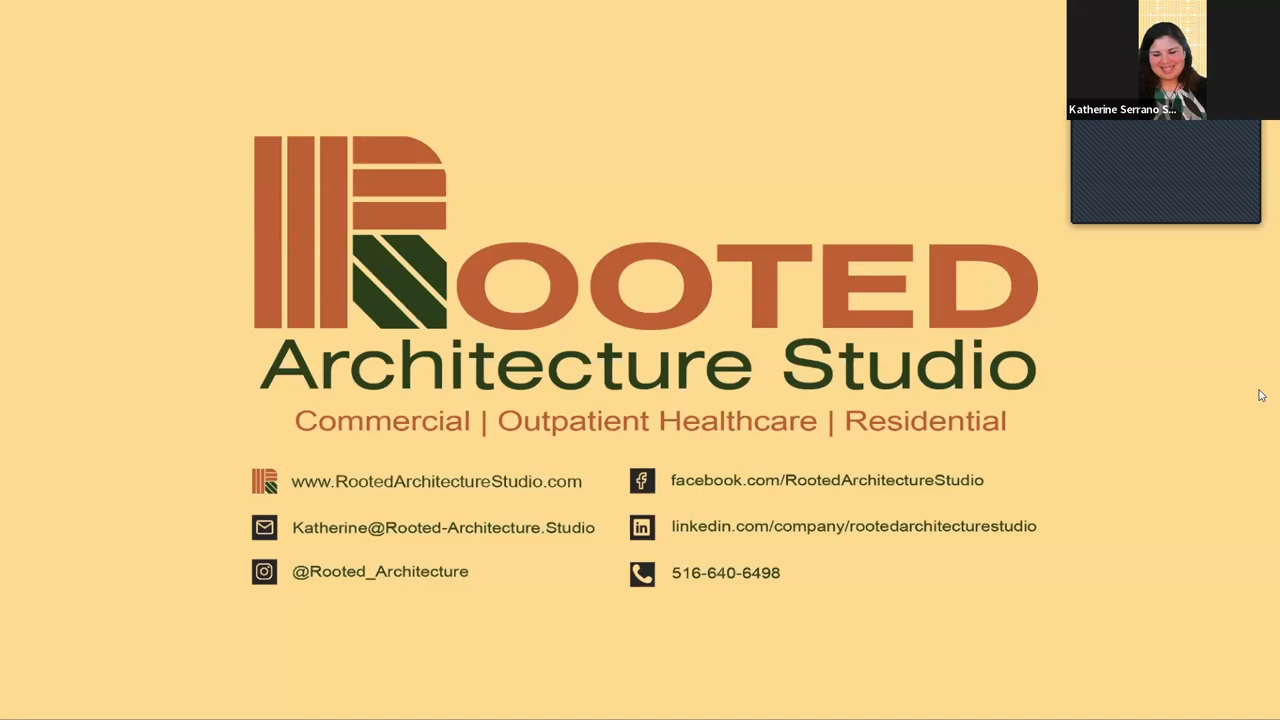 ROOTED
Architecture Studio
Commercial | Outpatient Healthcare | Residential
www.RootedArchitectureStudio.com
facebook.com/RootedArchitectureStudio
Katherine@Rooted-Architecture.Studio
linkedin.com/company/rootedarchitecturestudio
@Rooted_Architecture
516-640-6498
Katherine Serrano S...